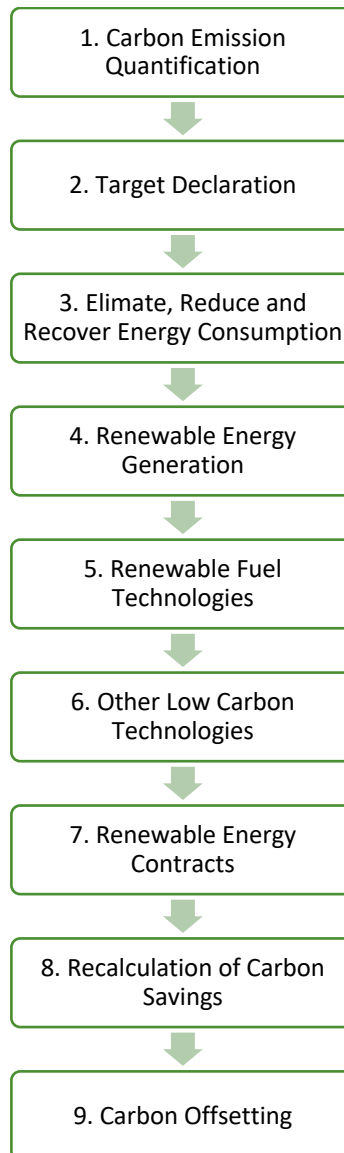 1. Carbon Emission
Quantification
2. Target Declaration
3. Elimate, Reduce and
Recover Energy Consumption
4. Renewable Energy
Generation
5. Renewable Fuel
Technologies
6. Other Low Carbon
Technologies
7. Renewable Energy
Contracts
8. Recalculation of Carbon
Savings
9. Carbon Offsetting